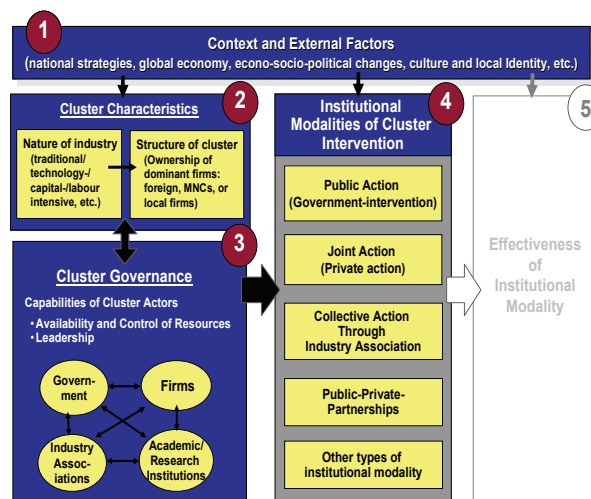 1
Context and External Factors
(national strategies, global economy, econo-socio-political changes, culture and local Identity, etc.)
2
Cluster Characteristics
Nature of industry
(traditional/
technology-/
capital-/labour
intensive, etc.)
Structure of cluster
(Ownership of
dominant firms:
foreign, MNCs, or
local firms)
3
Cluster Governance
Capabilities of Cluster Actors
•Availability and Control of Resources
•Leadership
Govern-
ment
Firms
Industry
Assoc-
iations
Academic/
Research
Institutions
4
Institutional
Modalities of Cluster
Intervention
Public Action
(Government-intervention)
Joint Action
(Private action)
Collective Action
Through
Industry Association
Public-Private-
Partnerships
Other types of
institutional modality
5
Effectiveness
of
Institutional
Modality